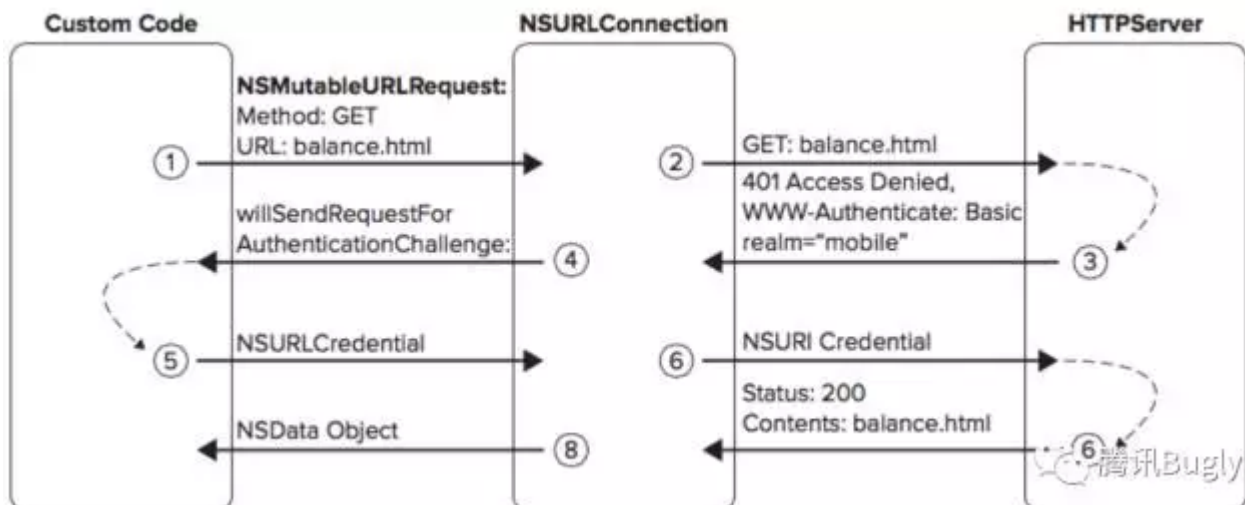 Custom Code
NSURLConnection
HTTPServer
NSMutableURLRequest:
Method: GET
URL: balance.html
①
②
GET: balance.html
401 Access Denied,
WWW-Authenticate: Basic
realm="mobile"
③
willSendRequestFor
AuthenticationChallenge:
④
⑤
NSURLCredential
⑥
NSURI Credential
Status: 200
Contents: balance.html
⑥
NSData Object
⑧
腾讯Bugly